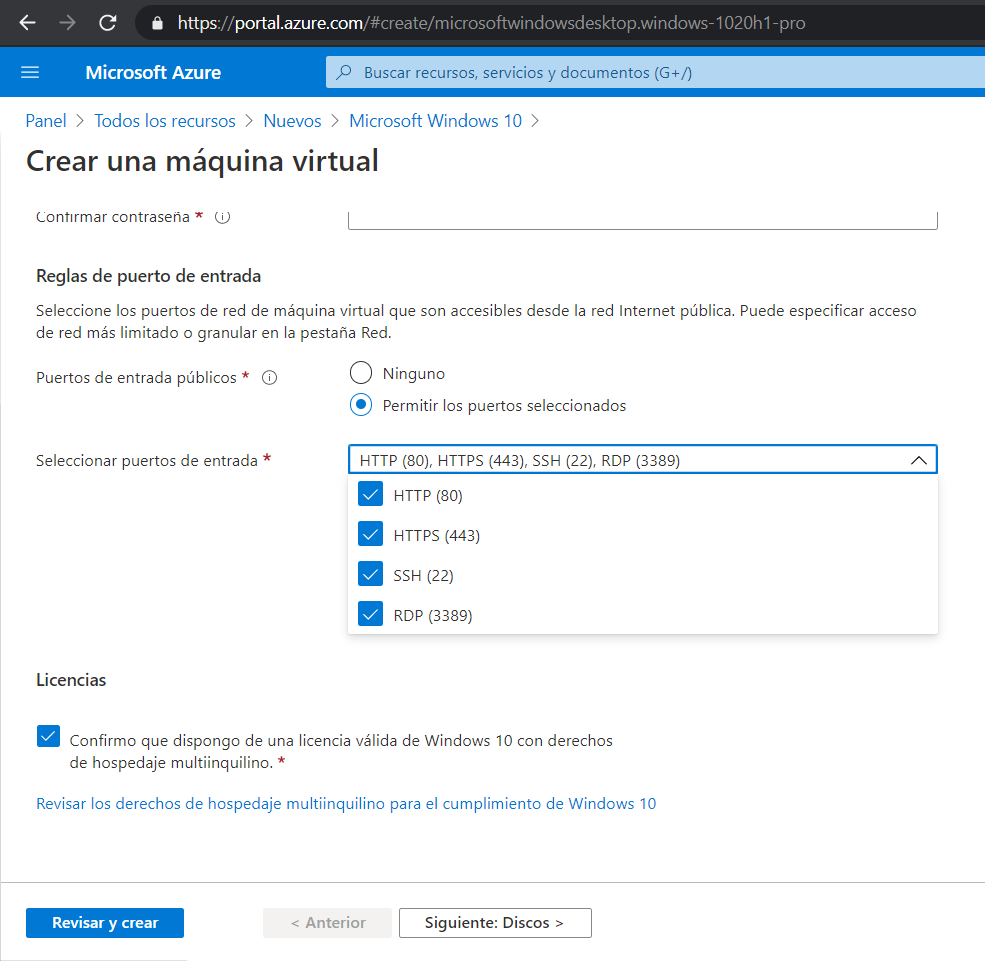 https://portal.azure.com/#create/microsoftwindowsdesktop.windows-1020h1-pro
Microsoft Azure
Buscar recursos, servicios y documentos (G+/)
Panel > Todos los recursos > Nuevos > Microsoft Windows 10 >
Crear una máquina virtual
Confirmar contraseña *
Reglas de puerto de entrada
Seleccione los puertos de red de máquina virtual que son accesibles desde la red Internet pública. Puede especificar acceso
de red más limitado o granular en la pestaña Red.
Puertos de entrada públicos *
Ninguno
Permitir los puertos seleccionados
Seleccionar puertos de entrada *
HTTP (80), HTTPS (443), SSH (22), RDP (3389)
HTTP (80)
HTTPS (443)
SSH (22)
RDP (3389)
Licencias
Confirmo que dispongo de una licencia válida de Windows 10 con derechos
de hospedaje multiinquilino. *
Revisar los derechos de hospedaje multiinquilino para el cumplimiento de Windows 10
Revisar y crear
< Anterior
Siguiente: Discos >